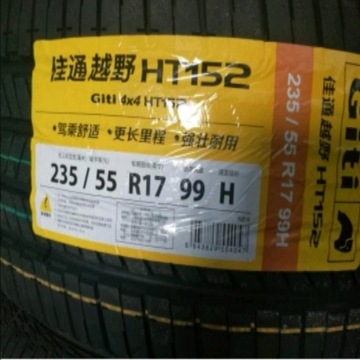 佳通越野 HT152
Giti 4x4 HT152
·驾乘舒适 ·更长里程 ·强壮耐用
235 / 55 R17 99 H
Giti
佳通越野 HT152
235 / 55 R17 99H